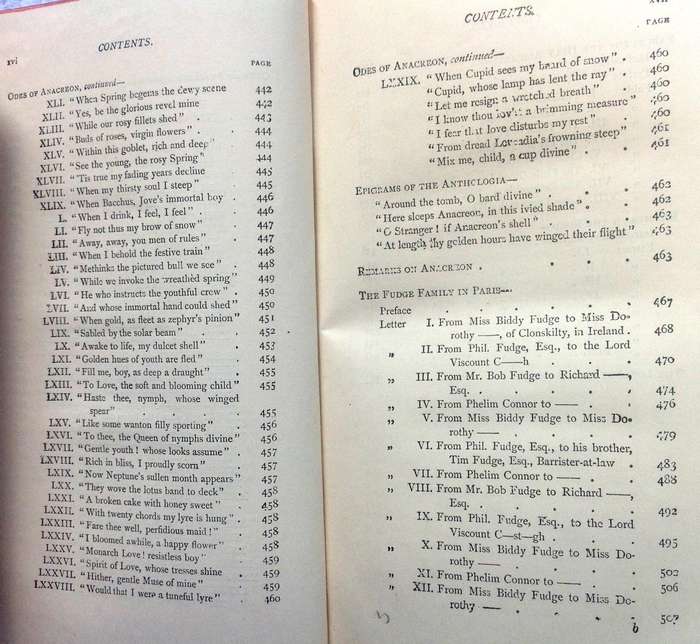 xvi
CONTENTS.
PAGE
ODES OF ANACREON, continued—
XLI. "When Spring begems the dewy scene 442
XLII. "Yes, be the glorious revel mine 442
XLIII. "While our rosy fillets shed" . 443
XLIV. "Buds of roses, virgin flowers" . . 444
XLV. "Within this goblet, rich and deep" 444
XLVI. "See the young, the rosy Spring" 444
XLVII. "'Tis true my fading years decline 445
XLVIII. "When my thirsty soul I steep" . 445
XLIX. "When Bacchus, Jove's immortal boy . 446
L. "When I drink, I feel, I feel" . . 446
LI. "Fly not thus my brow of snow" . 447
LII. "Away, away, you men of rules" . 447
LIII. "When I behold the festive train" . 448
LIV. "Methinks the pictured bull we see" . 448
LV. "While we invoke the wreathed spring" 449
LVI. "He who instructs the youthful crew" . 450
LVII. "And whose immortal hand could shed" 450
LVIII. "When gold, as fleet as zephyr's pinion" 451
LIX. "Sabled by the solar beam" . 452
LX. "Awake to life, my dulcet shell" . 453
LXI. "Golden hues of youth are fled" . 454
LXII. "Fill me, boy, as deep a draught" . 455
LXIII. "To Love, the soft and blooming child" 455
LXIV. "Haste thee, nymph, whose winged
spear" . . . . 455
LXV. "Like some wanton filly sporting" . 456
LXVI. "To thee, the Queen of nymphs divine" 456
LXVII. "Gentle youth! whose looks assume" . 457
LXVIII. "Rich in bliss, I proudly scorn" . 457
LXIX. "Now Neptune's sullen month appears" 457
LXX. "They wove the lotus band to deck" . 458
LXXI. "A broken cake with honey sweet" . 458
LXXII. "With twenty chords my lyre is hung" . 458
LXXIII. "Fare thee well, perfidious maid!" . 458
LXXIV. "I bloomed awhile, a happy flower" . 458
LXXV. "Monarch Love! resistless boy" . 459
LXXVI. "Spirit of Love, whose tresses shine 459
LXXVII. "Hither, gentle Muse of mine" . 459
LXXVIII. "Would that I were a tuneful lyre" . 460
CONTENTS.
PAGE
ODES OF ANACREON, continued—
LXXIX. "When Cupid sees my beard of snow" . 460
"Cupid, whose lamp has lent the ray" . 460
"Let me resign a wretched breath" . 460
"I know thou lov'st a brimming measure" 460
"I fear that love disturbs my rest" . 460
"From dread Leucadia's frowning steep" 461
"Mix me, child, a cup divine" . . 461
EPIGRAMS OF THE ANTHOLOGIA—
"Around the tomb, O bard divine" . . 462
"Here sleeps Anacreon, in this ivied shade" . 462
"O Stranger! if Anacreon's shell" . . 463
"At length thy golden hours have winged their flight" 463
REMARKS ON ANACREON . . . . 463
THE FUDGE FAMILY IN PARIS—
Preface . . . . . . 467
Letter I. From Miss Biddy Fudge to Miss Do-
rothy ——, of Clonskilty, in Ireland . 468
„ II. From Phil. Fudge, Esq., to the Lord
Viscount C—h . . . 470
„ III. From Mr. Bob Fudge to Richard ——,
Esq. . . . . . 474
„ IV. From Phelim Connor to —— . . 476
„ V. From Miss Biddy Fudge to Miss Do-
rothy —— . . . . 479
„ VI. From Phil. Fudge, Esq., to his brother,
Tim Fudge, Esq., Barrister-at-law . 483
„ VII. From Phelim Connor to —— . . 488
„ VIII. From Mr. Bob Fudge to Richard ——,
Esq. . . . . . 492
„ IX. From Phil. Fudge, Esq., to the Lord
Viscount C—st—gh . . . 495
„ X. From Miss Biddy Fudge to Miss Do-
rothy —— . . . . 502
„ XI. From Phelim Connor to —— . . 506
„ XII. From Miss Biddy Fudge to Miss Do-
rothy —— . . . . 507
b